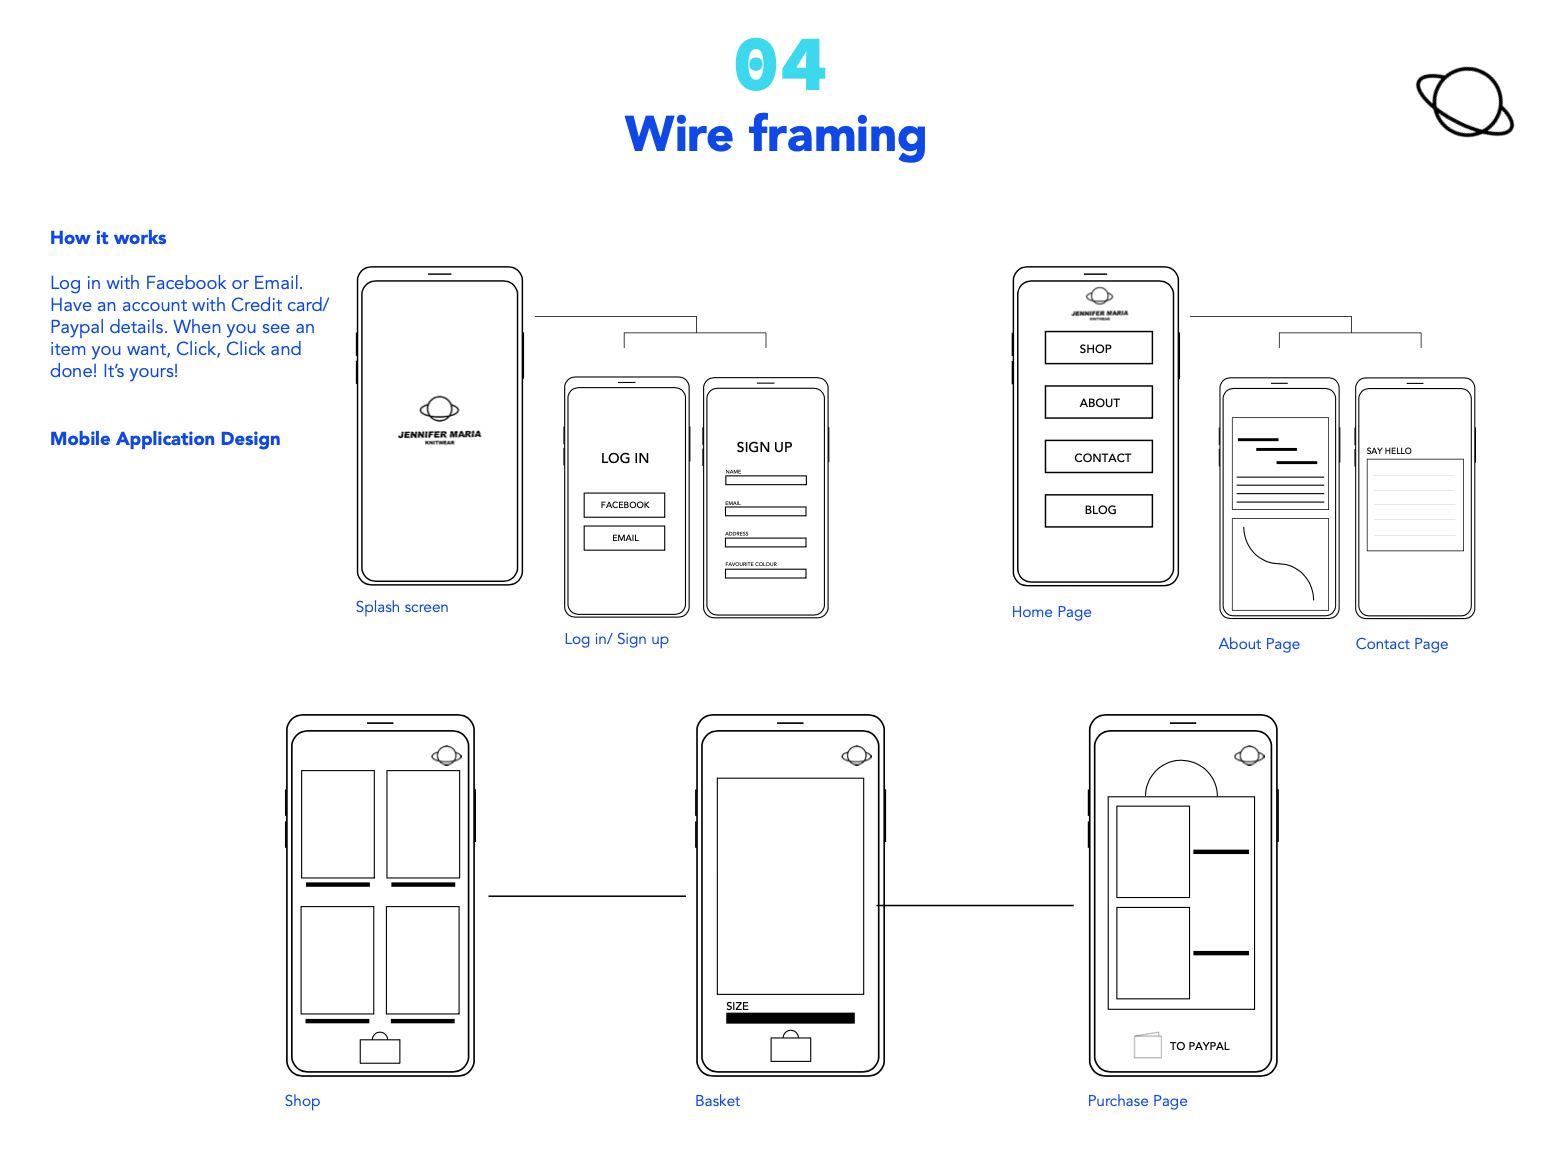 04
Wire framing
How it works
Log in with Facebook or Email.
Have an account with Credit card/
Paypal details. When you see an
item you want, Click, Click and
done! It's yours!
Mobile Application Design
JENNIFER MARIA
KNITWEAR
Splash screen
LOG IN
FACEBOOK
EMAIL
SIGN UP
NAME
EMAIL
ADDRESS
FAVOURITE COLOUR
Log in/ Sign up
JENNIFER MARIA
KNITWEAR
SHOP
ABOUT
CONTACT
BLOG
Home Page
About Page
SAY HELLO
Contact Page
Shop
SIZE
Basket
TO PAYPAL
Purchase Page